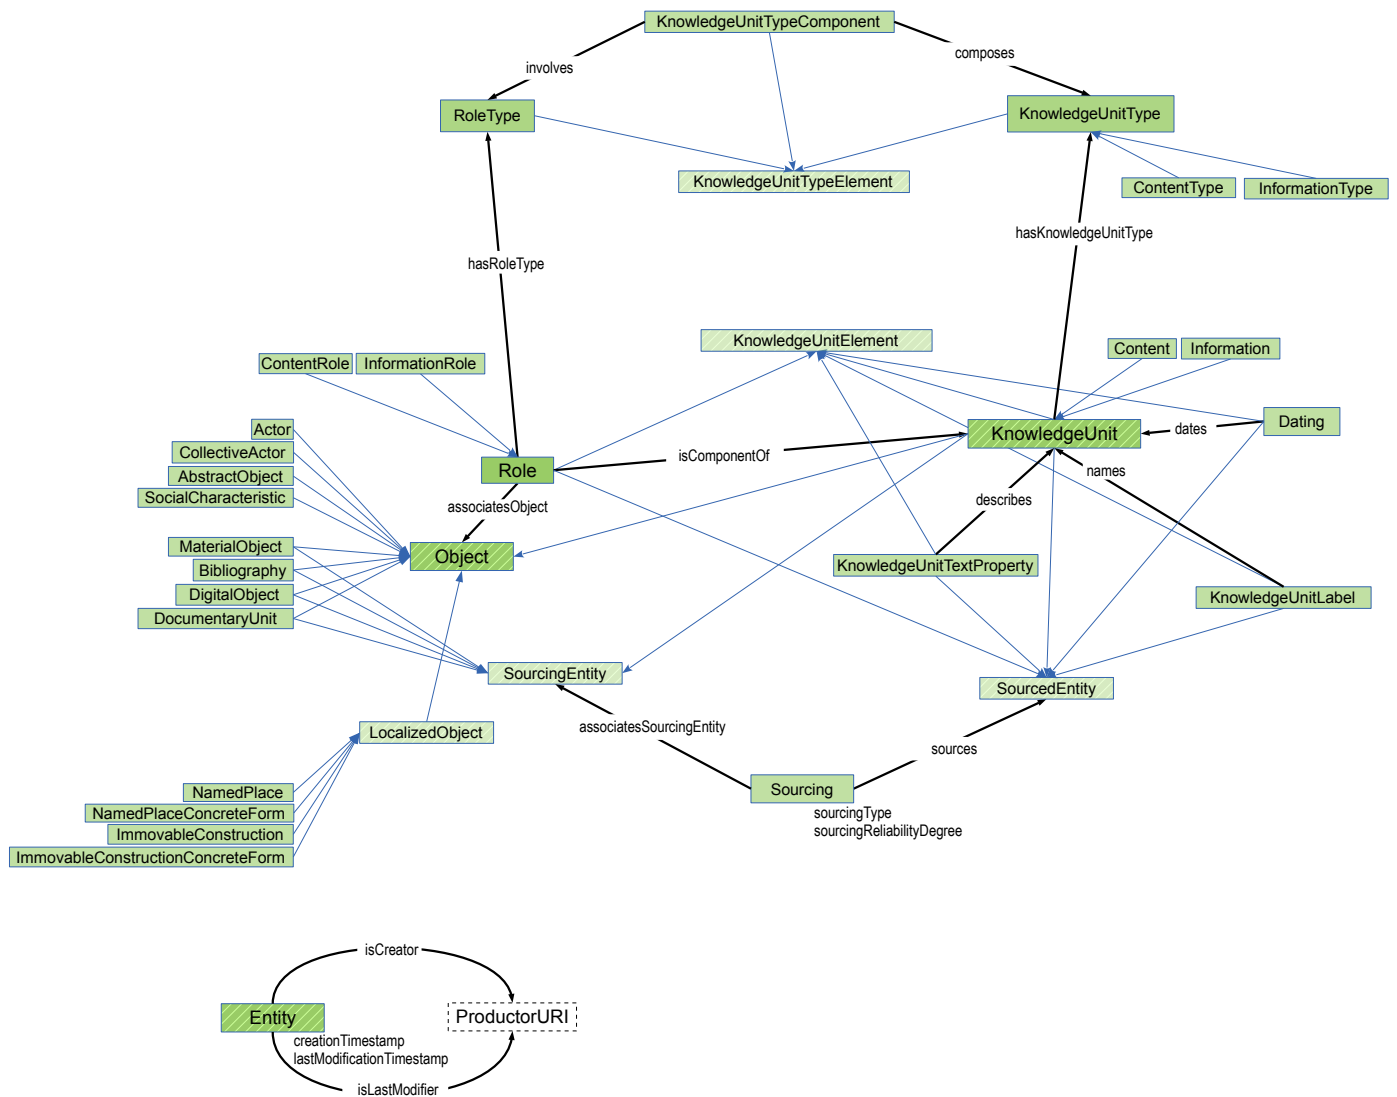 KnowledgeUnitTypeComponent
involves
composes
RoleType
KnowledgeUnitType
KnowledgeUnitTypeElement
ContentType
InformationType
hasKnowledgeUnitType
hasRoleType
KnowledgeUnitElement
Content
Information
ContentRole
InformationRole
Actor
CollectiveActor
AbstractObject
SocialCharacteristic
Dating
dates
KnowledgeUnit
isComponentOf
Role
names
describes
associatesObject
MaterialObject
Bibliography
DigitalObject
DocumentaryUnit
Object
KnowledgeUnitTextProperty
KnowledgeUnitLabel
SourcingEntity
SourcedEntity
LocalizedObject
associatesSourcingEntity
sources
NamedPlace
NamedPlaceConcreteForm
ImmovableConstruction
ImmovableConstructionConcreteForm
Sourcing
sourcingType
sourcingReliabilityDegree
isCreator
Entity
ProductorURI
creationTimestamp
lastModificationTimestamp
isLastModifier